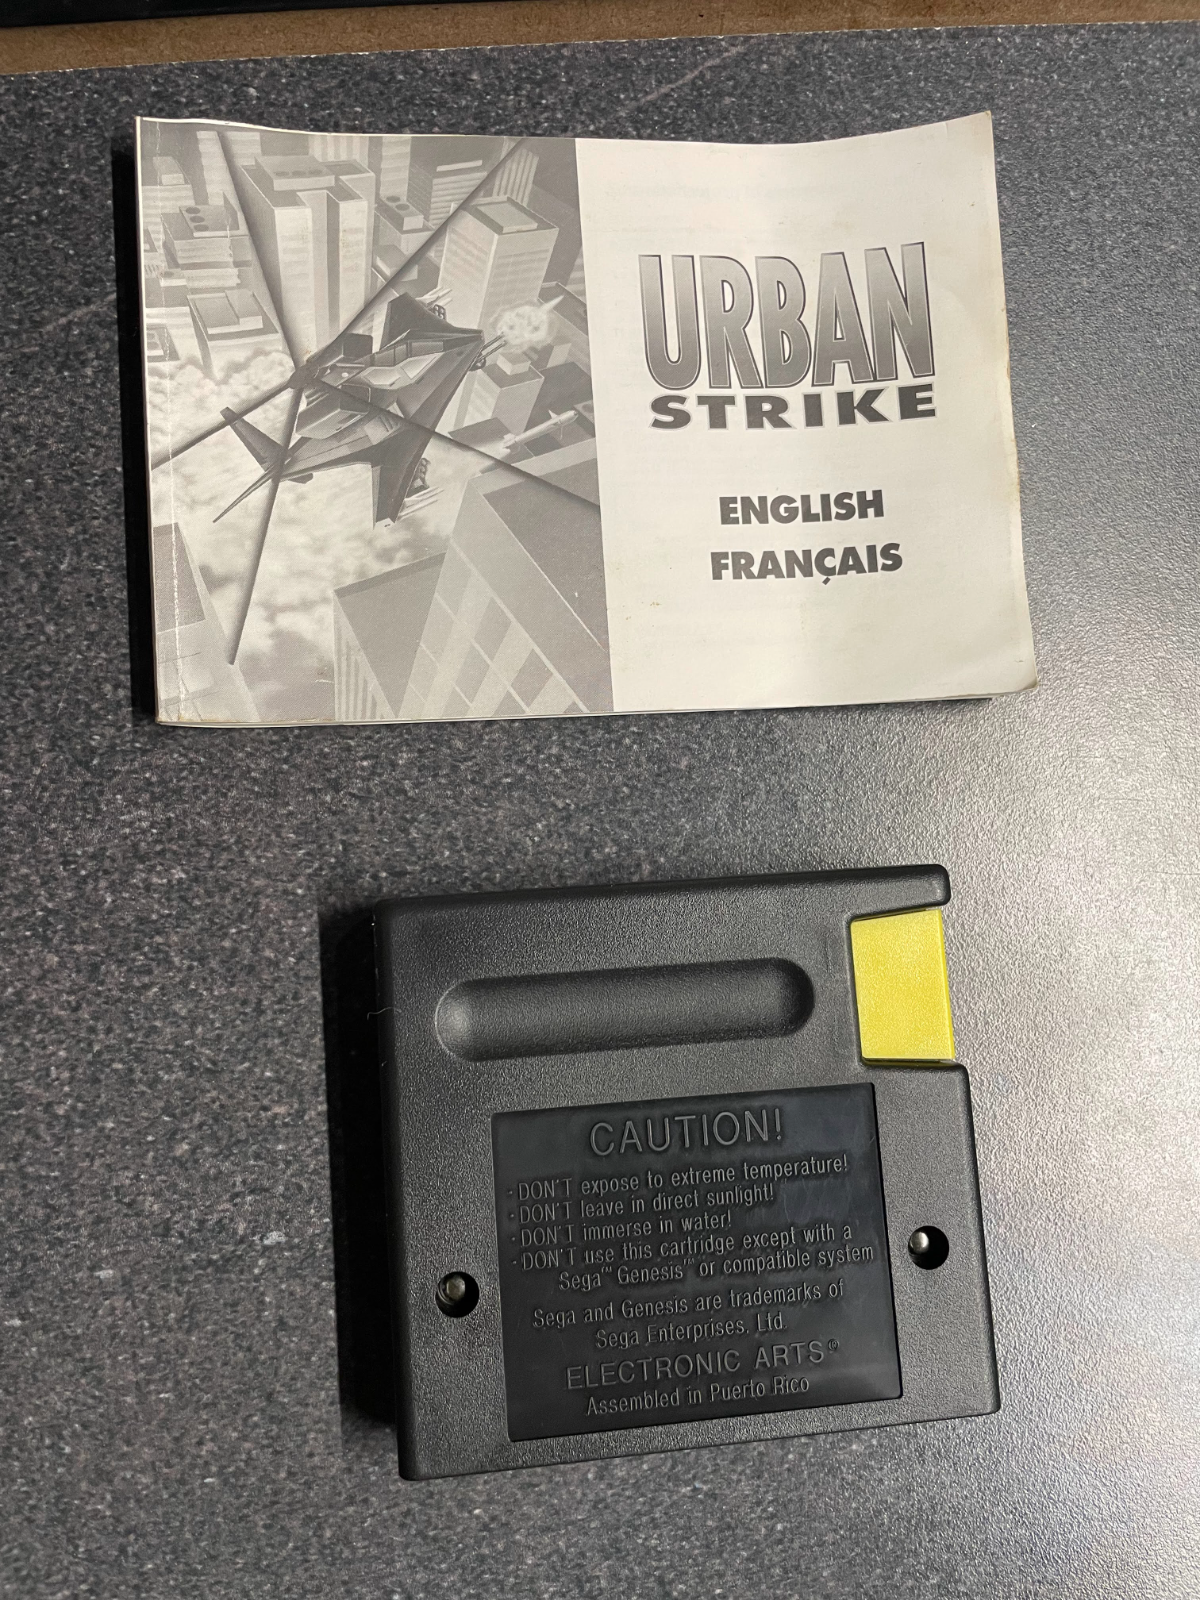 URBAN
STRIKE
ENGLISH
FRANÇAIS
CAUTION!
- DON'T expose to extreme temperature!
- DON'T leave in direct sunlight!
- DON'T immerse in water!
- DON'T use this cartridge except with a
Sega™ Genesis™ or compatible system
Sega and Genesis are trademarks of
Sega Enterprises, Ltd.
ELECTRONIC ARTS®
Assembled in Puerto Rico